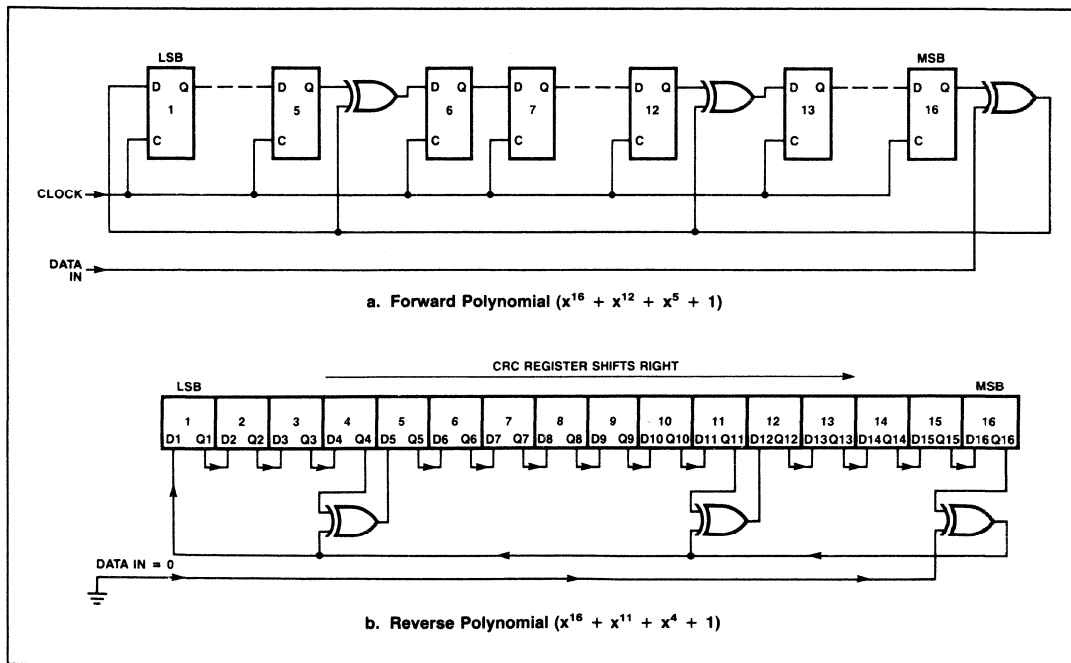 LSB MSB
D Q D Q D Q D Q D Q D Q D Q
1 5 6 7 12 13 16
C C C C C C C
CLOCK
DATA
IN
a. Forward Polynomial (x¹⁶ + x¹² + x⁵ + 1)
CRC REGISTER SHIFTS RIGHT
LSB MSB
1 2 3 4 5 6 7 8 9 10 11 12 13 14 15 16
D1 Q1 D2 Q2 D3 Q3 D4 Q4 D5 Q5 D6 Q6 D7 Q7 D8 Q8 D9 Q9 D10 Q10 D11 Q11 D12 Q12 D13 Q13 D14 Q14 D15 Q15 D16 Q16
DATA IN = 0
b. Reverse Polynomial (x¹⁶ + x¹¹ + x⁴ + 1)